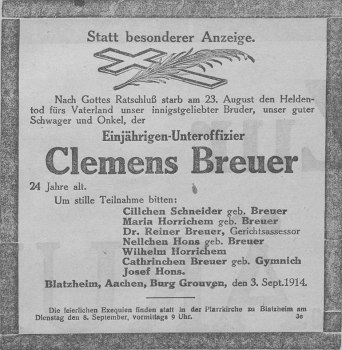 Statt besonderer Anzeige.
Nach Gottes Ratschluß starb am 23. August den Helden-
tod fürs Vaterland unser innigstgeliebter Bruder, unser guter
Schwager und Onkel, der
Einjährigen-Unteroffizier
Clemens Breuer
24 Jahre alt.
Um stille Teilnahme bitten:
Cillchen Schneider geb. Breuer
Maria Horrichem geb. Breuer
Dr. Reiner Breuer, Gerichtsassessor
Nellchen Hons geb. Breuer
Wilhelm Horrichem
Cathrinchen Breuer geb. Gymnich
Josef Hons.
Blatzheim, Aachen, Burg Grouven, den 3. Sept. 1914.
Die feierlichen Exequien finden statt in der Pfarrkirche zu Blatzheim am
Dienstag den 8. September, vormittags 9 Uhr. 3c